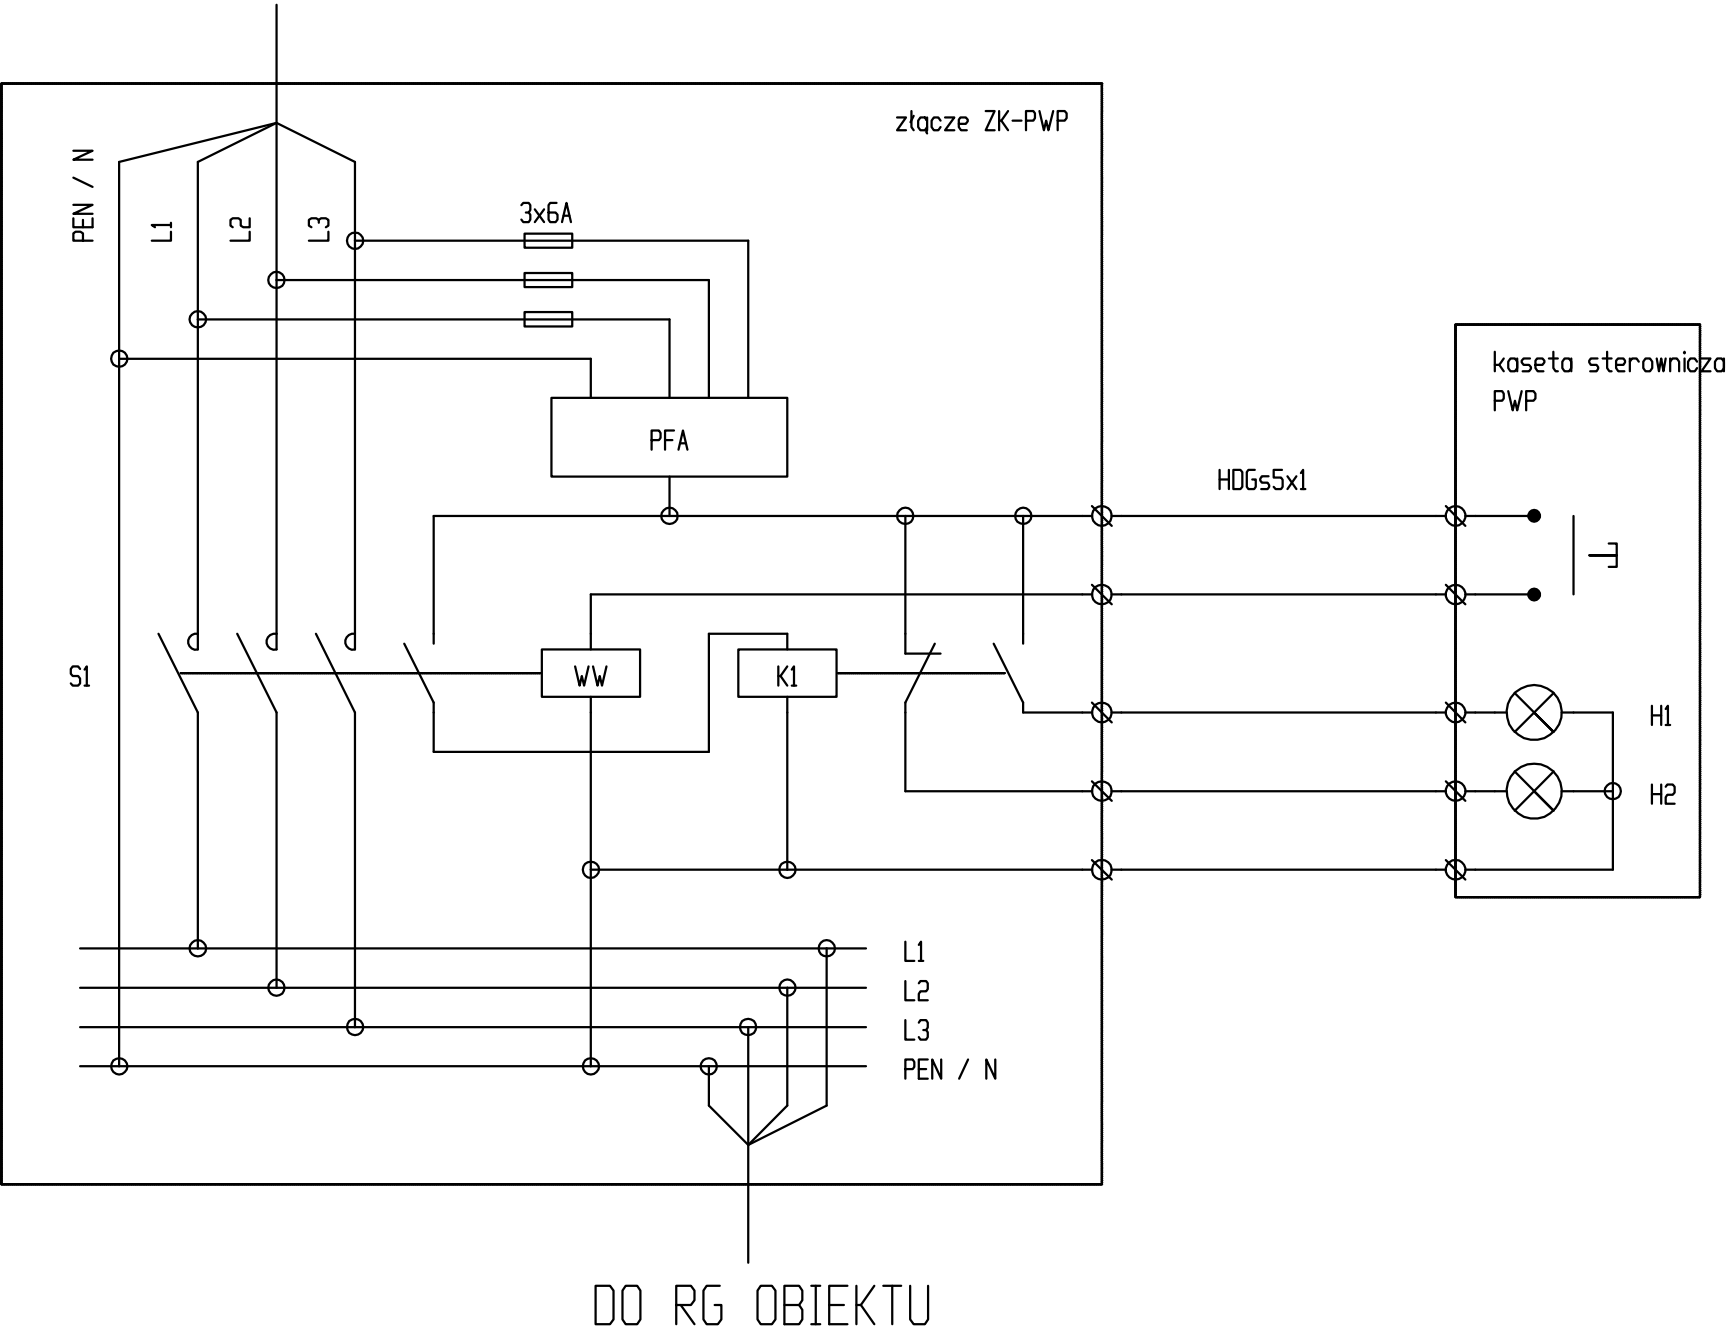 złącze ZK-PWP
PEN / N
L1
L2
L3
3x6A
kaseta sterownicza
PWP
PFA
HDGs5x1
S1
WW
K1
H1
H2
L1
L2
L3
PEN / N
DO RG OBIEKTU